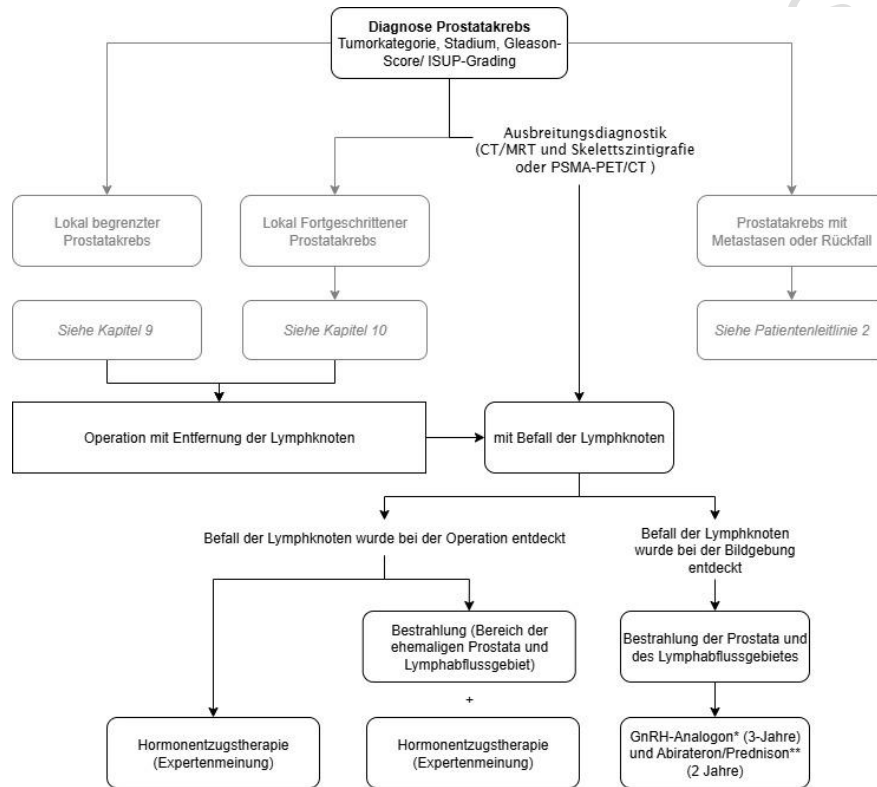 Diagnose Prostatakrebs
Tumorkategorie, Stadium, Gleason-
Score/ ISUP-Grading
Ausbreitungsdiagnostik
(CT/MRT und Skelettszintigrafie
oder PSMA-PET/CT )
Lokal begrenzter
Prostatakrebs
Lokal Fortgeschrittener
Prostatakrebs
Prostatakrebs mit
Metastasen oder Rückfall
Siehe Kapitel 9
Siehe Kapitel 10
Siehe Patientenleitlinie 2
Operation mit Entfernung der Lymphknoten
mit Befall der Lymphknoten
Befall der Lymphknoten wurde bei der Operation entdeckt
Befall der Lymphknoten
wurde bei der Bildgebung
entdeckt
Bestrahlung (Bereich der
ehemaligen Prostata und
Lymphabflussgebiet)
Bestrahlung der Prostata und
des Lymphabflussgebietes
+
Hormonentzugstherapie
(Expertenmeinung)
Hormonentzugstherapie
(Expertenmeinung)
GnRH-Analogon* (3-Jahre)
und Abirateron/Prednison**
(2 Jahre)